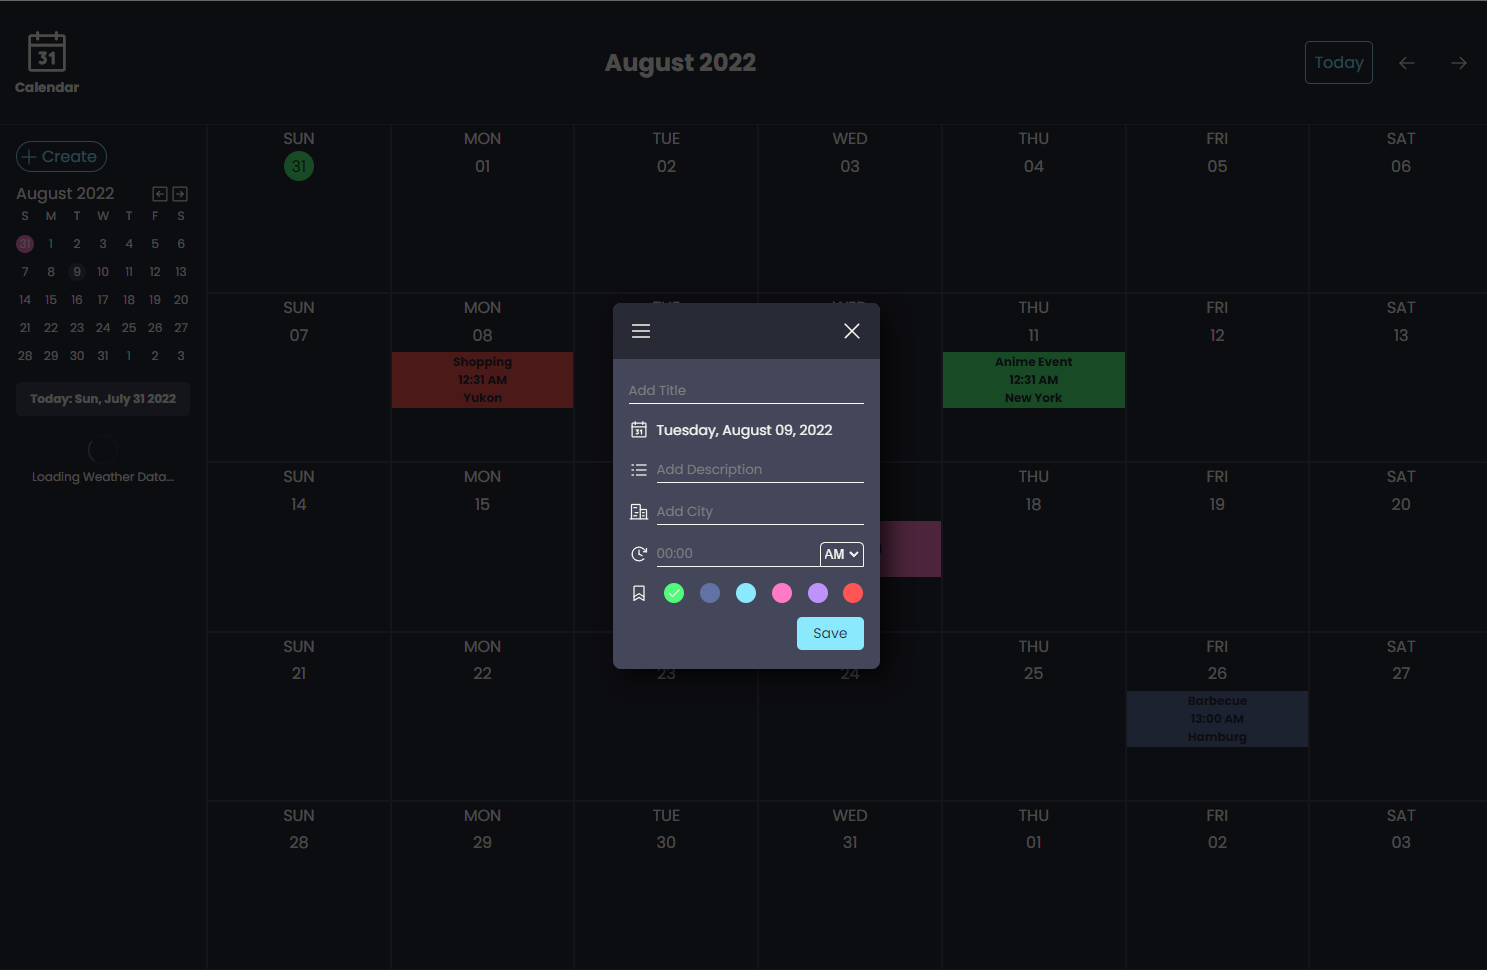 31
Calendar
August 2022
Today
Create
August 2022
S M T W T F S
31 1 2 3 4 5 6
7 8 9 10 11 12 13
14 15 16 17 18 19 20
21 22 23 24 25 26 27
28 29 30 31 1 2 3
Today: Sun, July 31 2022
Loading Weather Data...
SUN MON TUE WED THU FRI SAT
31 01 02 03 04 05 06
SUN MON TUE WED THU FRI SAT
07 08 11 12 13
Shopping
12:31 AM
Yukon
Anime Event
12:31 AM
New York
SUN MON THU FRI SAT
14 15 18 19 20
Add Title
31
Tuesday, August 09, 2022
Add Description
Add City
00:00 AM
Save
SUN MON THU FRI SAT
21 22 23 24 25 26 27
Barbecue
13:00 AM
Hamburg
SUN MON TUE WED THU FRI SAT
28 29 30 31 01 02 03